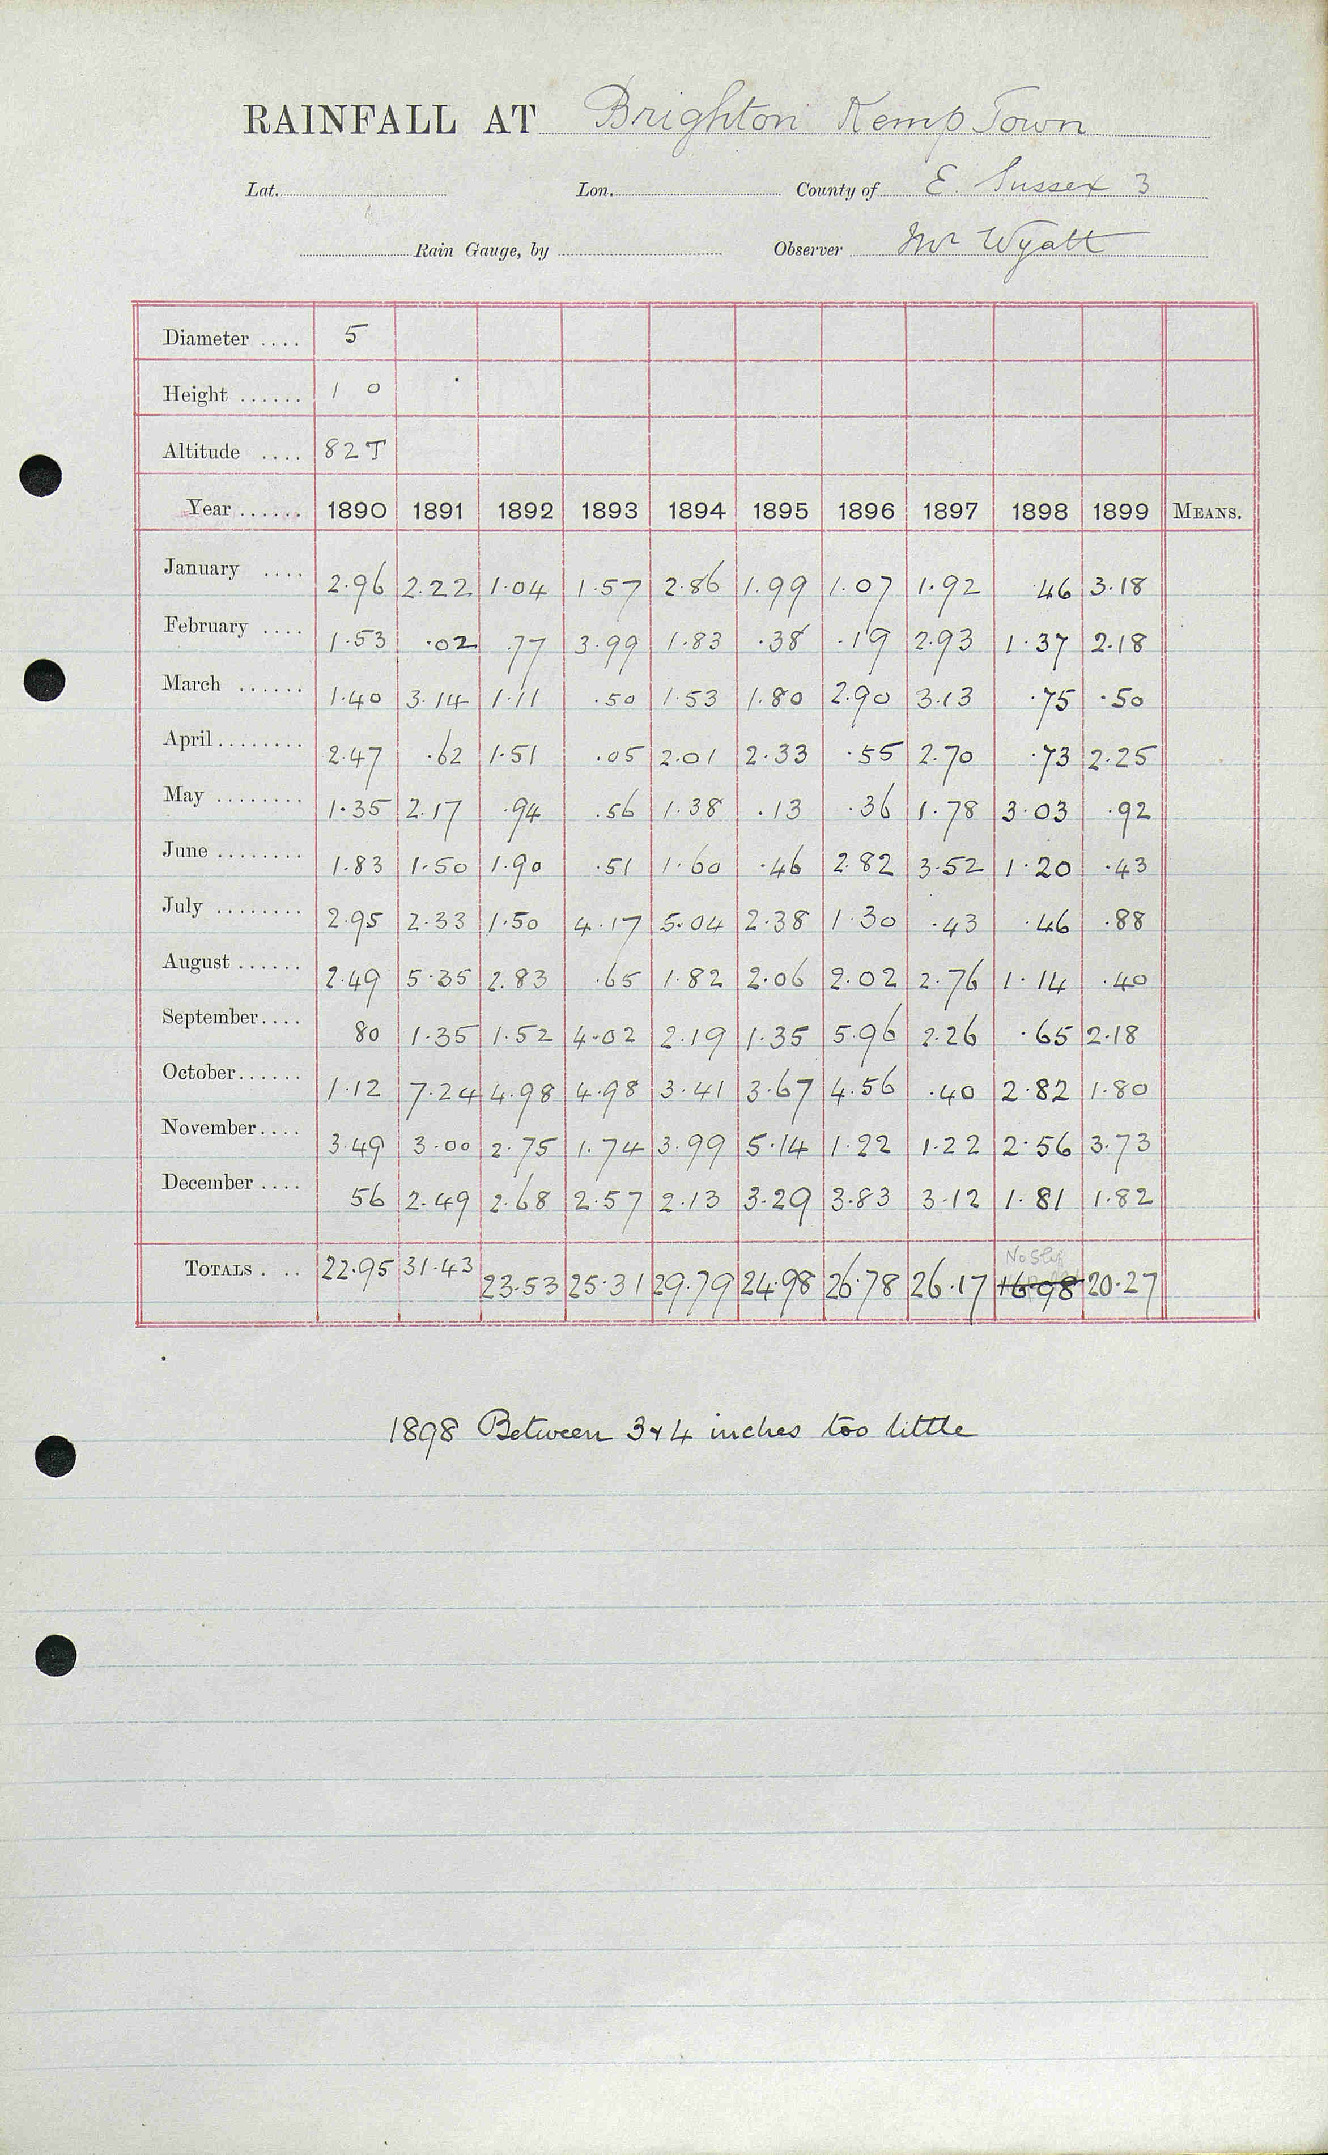 RAINFALL AT Brighton Kemp Town
Lat. Lon. County of E. Sussex 3
Rain Gauge, by Observer Mr Wyatt
Diameter .... 5
Height ...... 1 0
Altitude .... 82 T
Year ...... 1890 1891 1892 1893 1894 1895 1896 1897 1898 1899 MEANS.
January .... 2.96 2.22 1.04 1.57 2.86 1.99 1.07 1.92 46 3.18
February .... 1.53 .02 .77 3.99 1.83 .38 .19 2.93 1.37 2.18
March ...... 1.40 3.14 1.11 .50 1.53 1.80 2.90 3.13 .75 .50
April ........ 2.47 .62 1.51 .05 2.01 2.33 .55 2.70 .73 2.25
May ........ 1.35 2.17 .94 .56 1.38 .13 .36 1.78 3.03 .92
June ........ 1.83 1.50 1.90 .51 1.60 .46 2.82 3.52 1.20 .43
July ........ 2.95 2.33 1.50 4.17 5.04 2.38 1.30 .43 .46 .88
August ...... 2.49 5.35 2.83 .65 1.82 2.06 2.02 2.76 1.14 .40
September .... 80 1.35 1.52 4.02 2.19 1.35 5.96 2.26 .65 2.18
October ...... 1.12 7.24 4.98 4.98 3.41 3.67 4.56 .40 2.82 1.80
November .... 3.49 3.00 2.75 1.74 3.99 5.14 1.22 1.22 2.56 3.73
December .... 56 2.49 2.68 2.57 2.13 3.29 3.83 3.12 1.81 1.82
No Slip
TOTALS . .. 22.95 31.43 23.53 25.31 29.79 24.98 26.78 26.17 16.98 20.27
1898 Between 3 & 4 inches too little